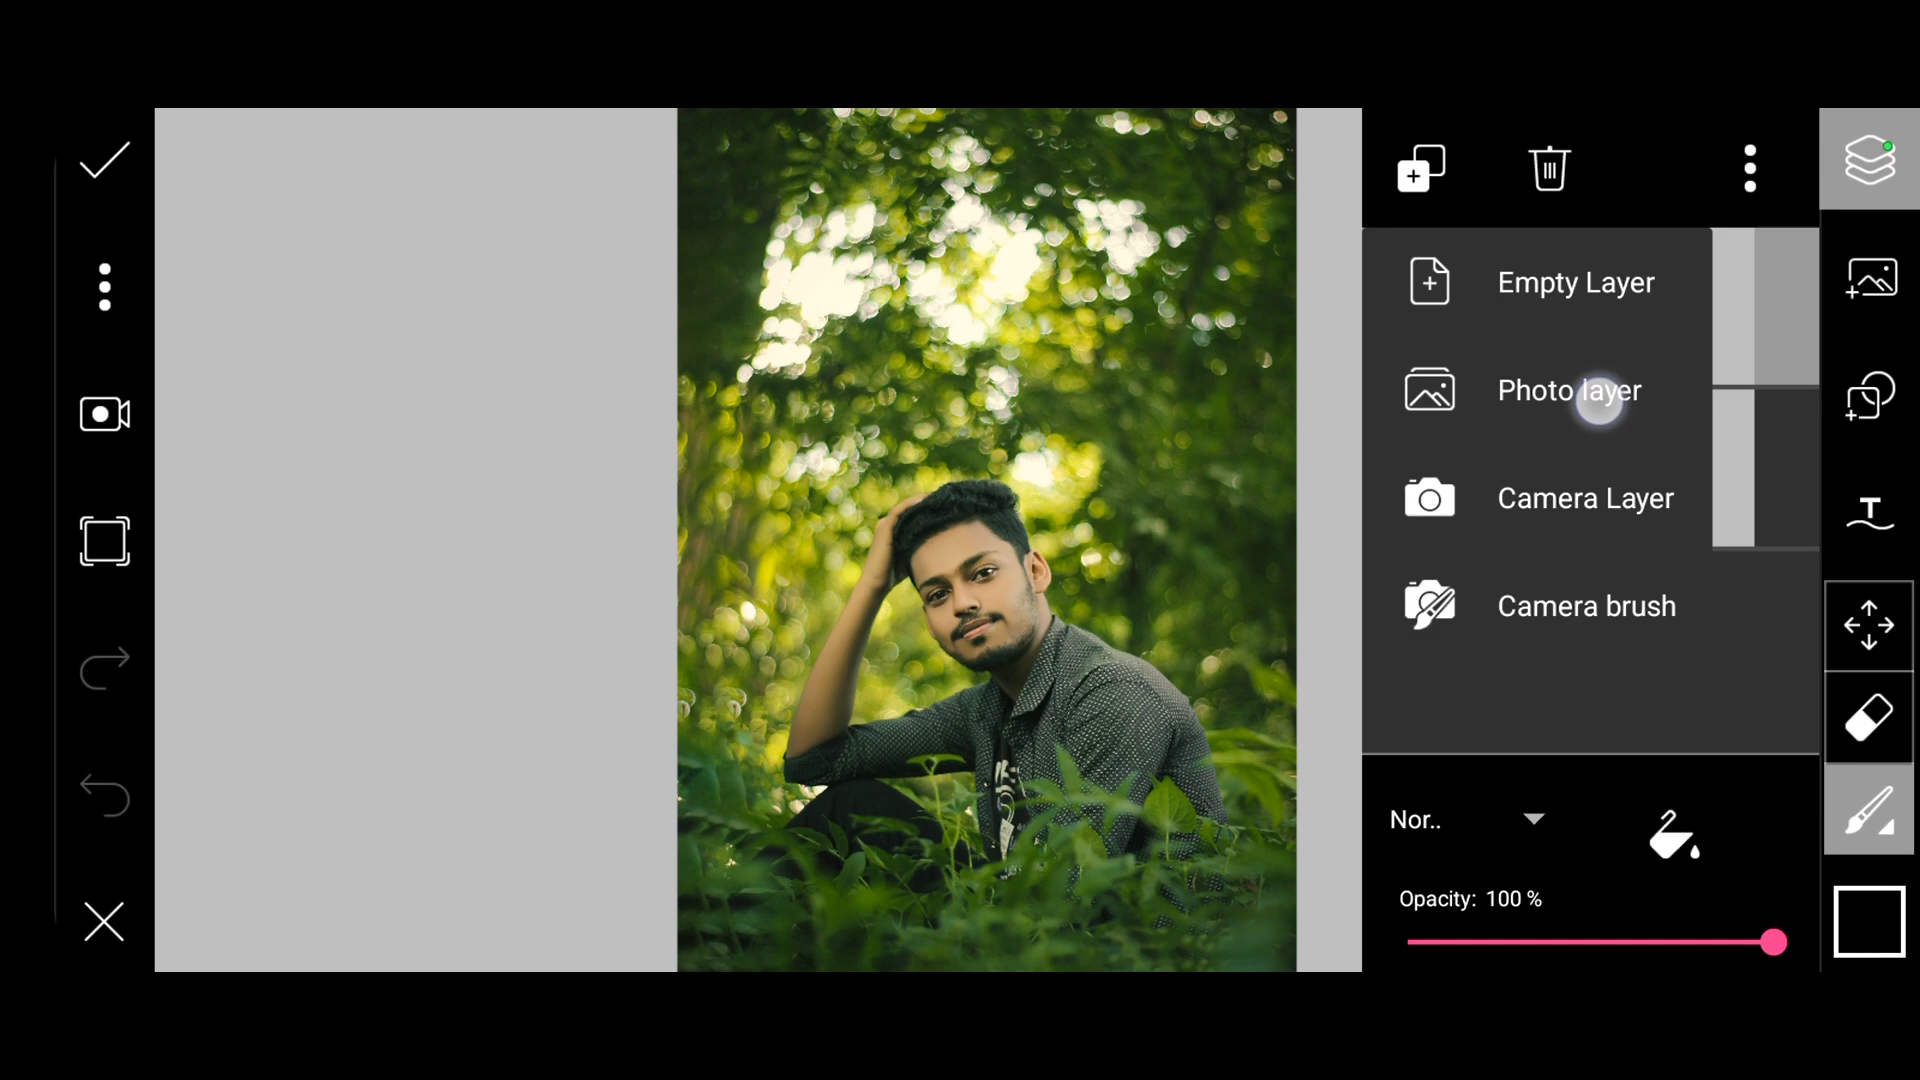 Empty Layer
Photo layer
Camera Layer
Camera brush
Nor..
Opacity: 100 %
T